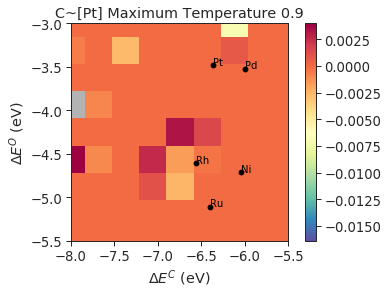 C~[Pt] Maximum Temperature 0.9
−3.0
−3.5
−4.0
−4.5
−5.0
−5.5
ΔE^O (eV)
Pt
Pd
Rh
Ni
Ru
−8.0 −7.5 −7.0 −6.5 −6.0 −5.5
ΔE^C (eV)
0.0025
0.0000
−0.0025
−0.0050
−0.0075
−0.0100
−0.0125
−0.0150